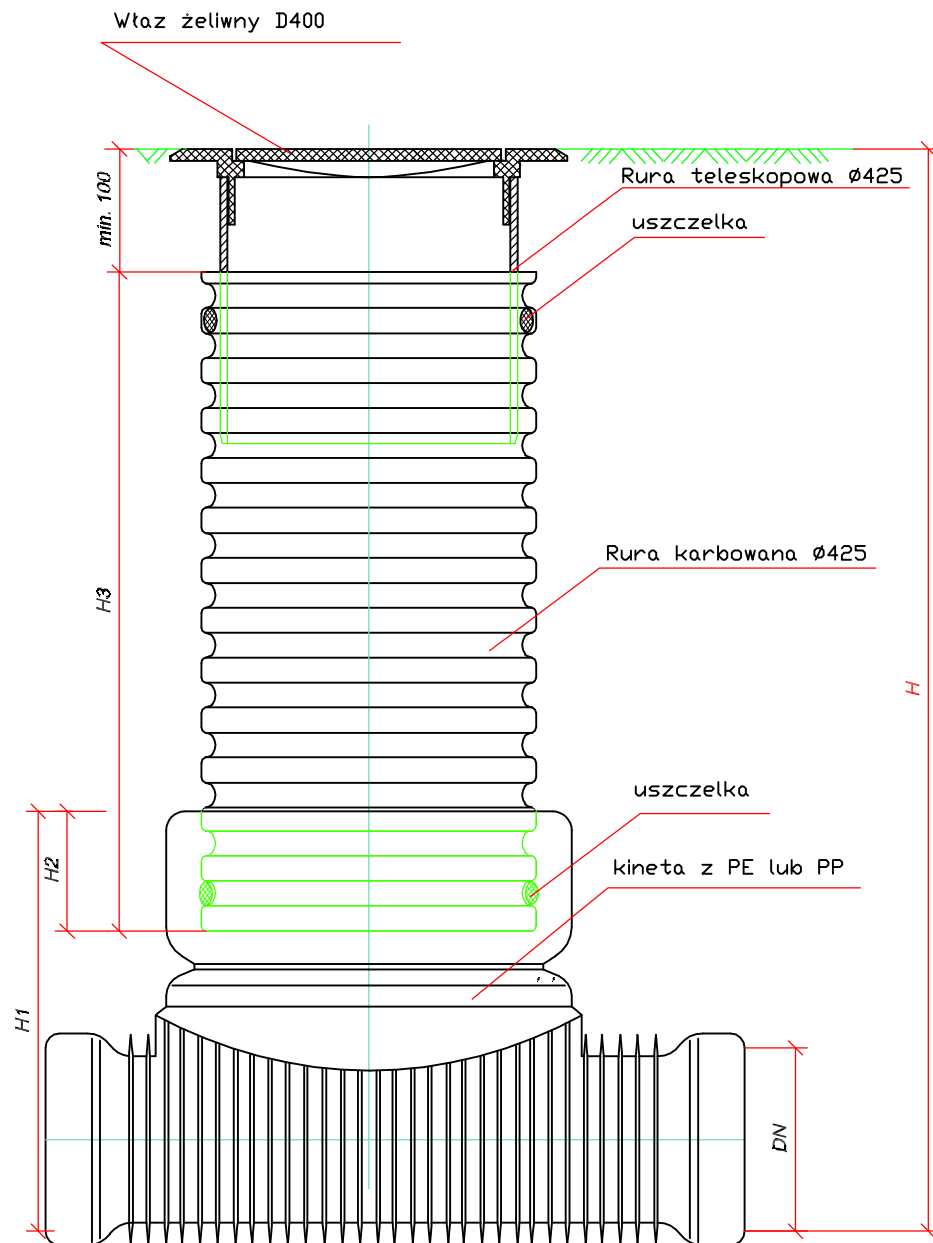 Właz żeliwny D400
Rura teleskopowa Ø425
uszczelka
min. 100
Rura karbowana Ø425
H3
H
uszczelka
kineta z PE lub PP
H2
H1
DN